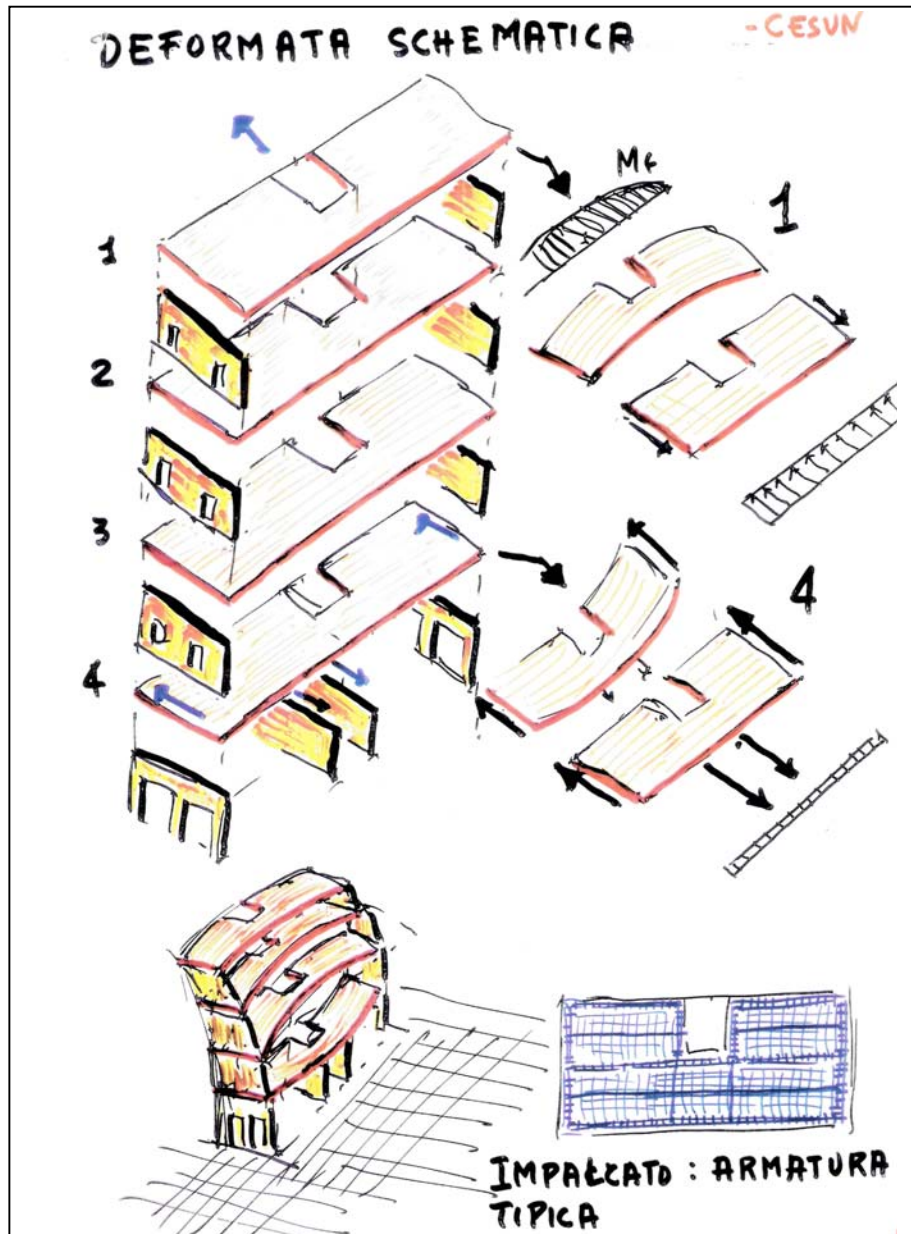 DEFORMATA SCHEMATICA
- CESUN
Mf
1
1
2
3
4
4
IMPALCATO : ARMATURA
TIPICA